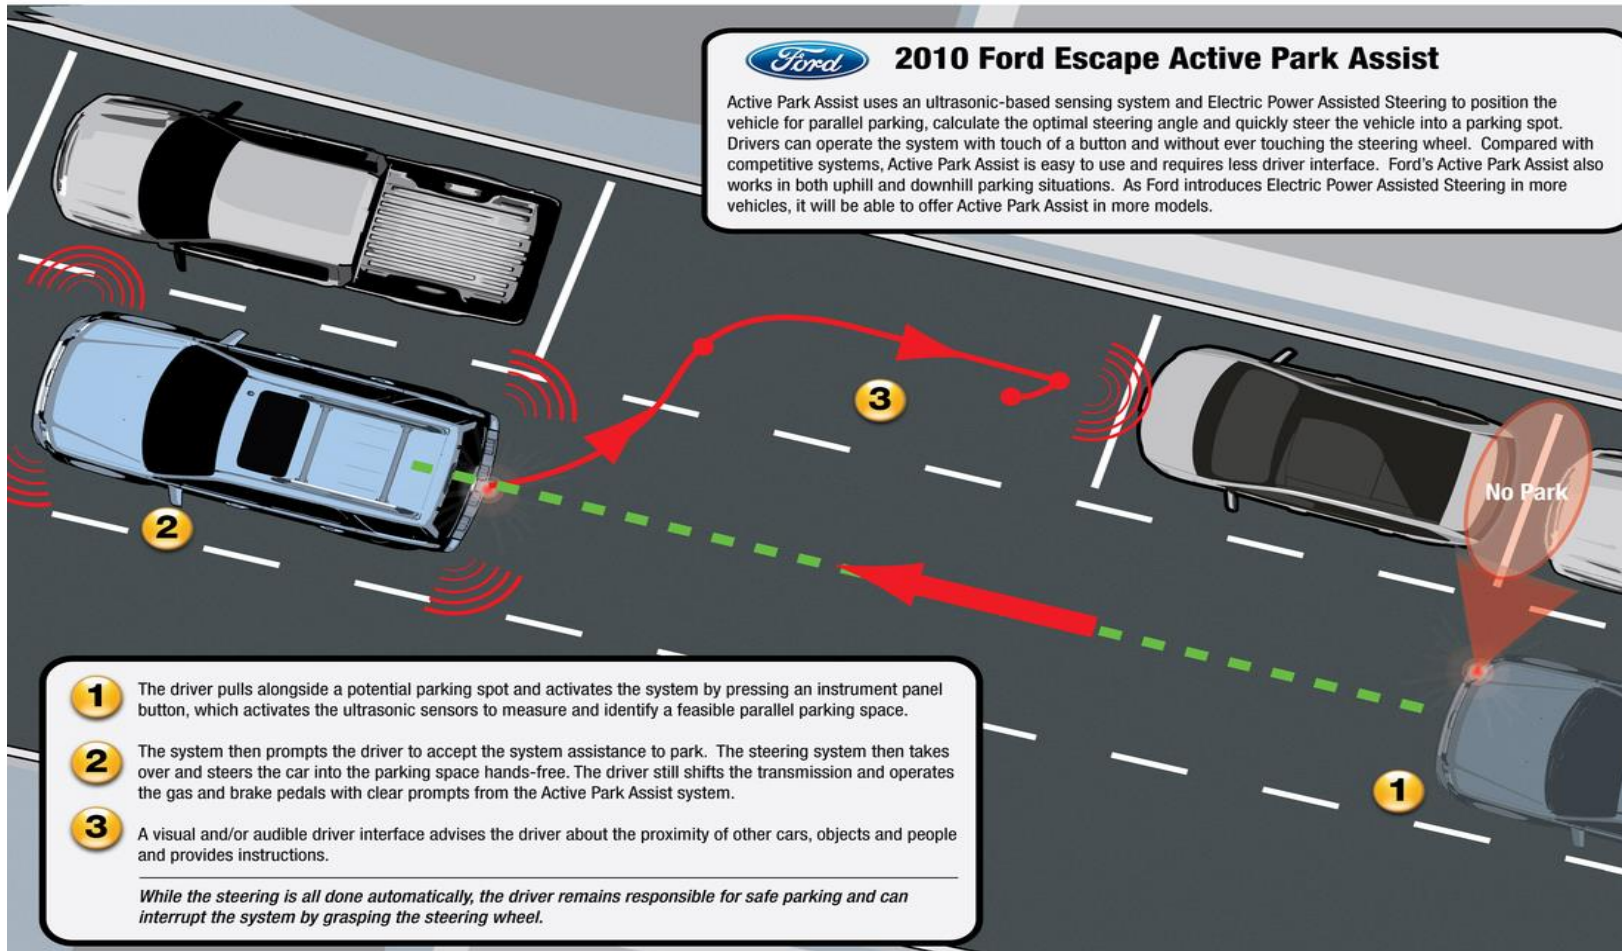 Ford
2010 Ford Escape Active Park Assist
Active Park Assist uses an ultrasonic-based sensing system and Electric Power Assisted Steering to position the
vehicle for parallel parking, calculate the optimal steering angle and quickly steer the vehicle into a parking spot.
Drivers can operate the system with touch of a button and without ever touching the steering wheel. Compared with
competitive systems, Active Park Assist is easy to use and requires less driver interface. Ford's Active Park Assist also
works in both uphill and downhill parking situations. As Ford introduces Electric Power Assisted Steering in more
vehicles, it will be able to offer Active Park Assist in more models.
3
No Park
2
1
1
The driver pulls alongside a potential parking spot and activates the system by pressing an instrument panel
button, which activates the ultrasonic sensors to measure and identify a feasible parallel parking space.
2
The system then prompts the driver to accept the system assistance to park. The steering system then takes
over and steers the car into the parking space hands-free. The driver still shifts the transmission and operates
the gas and brake pedals with clear prompts from the Active Park Assist system.
3
A visual and/or audible driver interface advises the driver about the proximity of other cars, objects and people
and provides instructions.
While the steering is all done automatically, the driver remains responsible for safe parking and can
interrupt the system by grasping the steering wheel.